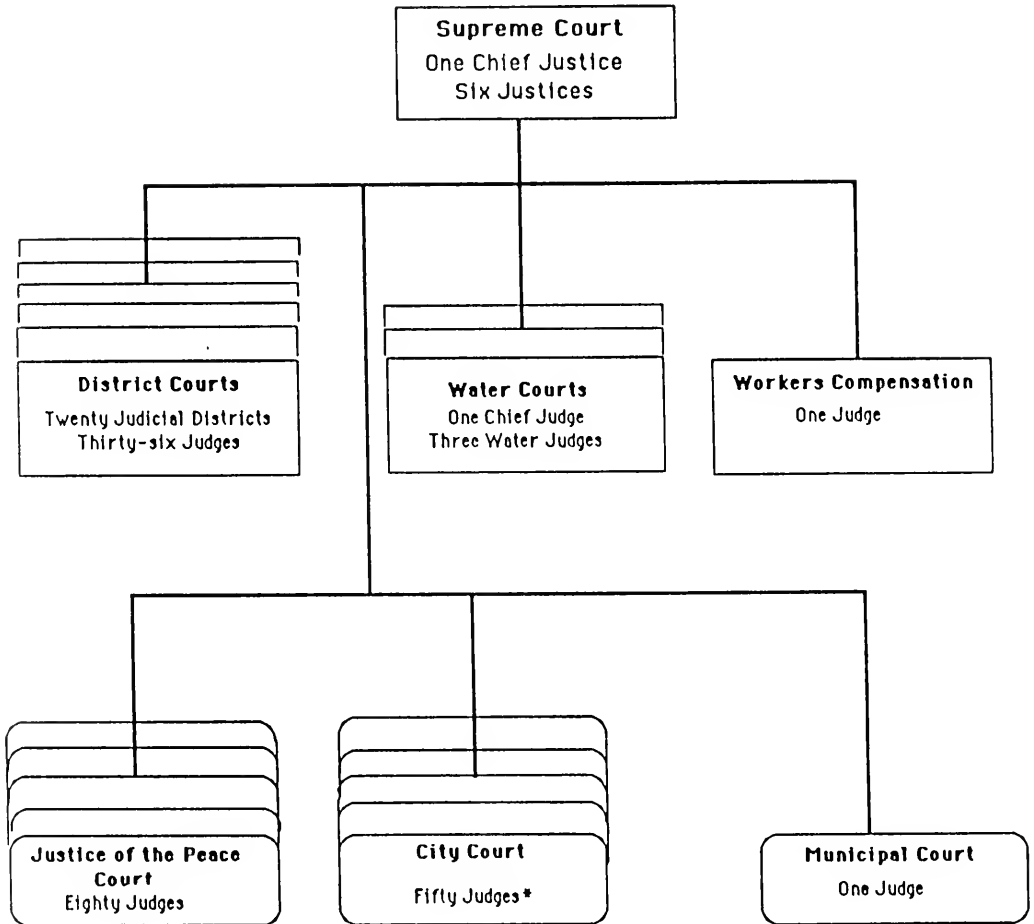 Supreme Court
One Chief Justice
Six Justices
District Courts
Twenty Judicial Districts
Thirty-six Judges
Water Courts
One Chief Judge
Three Water Judges
Workers Compensation
One Judge
Justice of the Peace
Court
Eighty Judges
City Court
Fifty Judges*
Municipal Court
One Judge